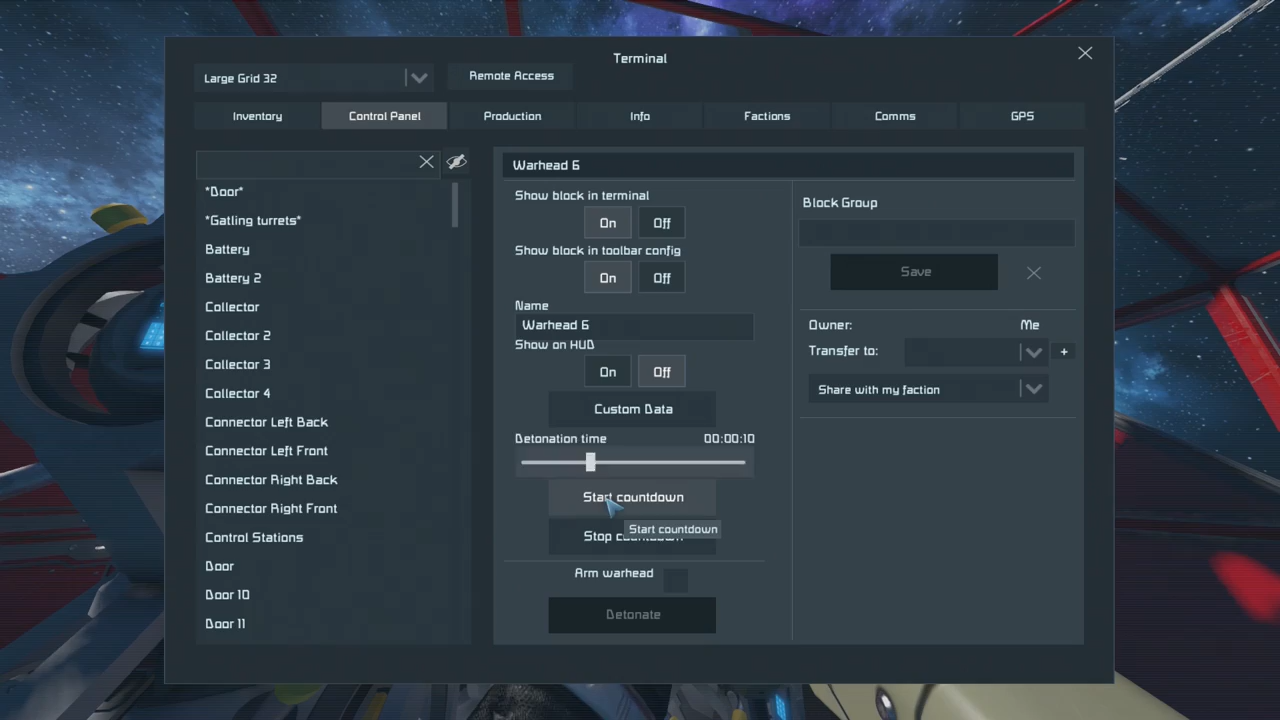 Terminal
Large Grid 32
Remote Access
Inventory
Control Panel
Production
Info
Factions
Comms
GPS
*Door*
*Gatling turrets*
Battery
Battery 2
Collector
Collector 2
Collector 3
Collector 4
Connector Left Back
Connector Left Front
Connector Right Back
Connector Right Front
Control Stations
Door
Door 10
Door 11
Warhead 6
Show block in terminal
On
Off
Show block in toolbar config
On
Off
Name
Warhead 6
Show on HUD
On
Off
Custom Data
Detonation time 00:00:10
Start countdown
Start countdown
Stop countdown
Arm warhead
Detonate
Block Group
Save
Owner: Me
Transfer to:
+
Share with my faction